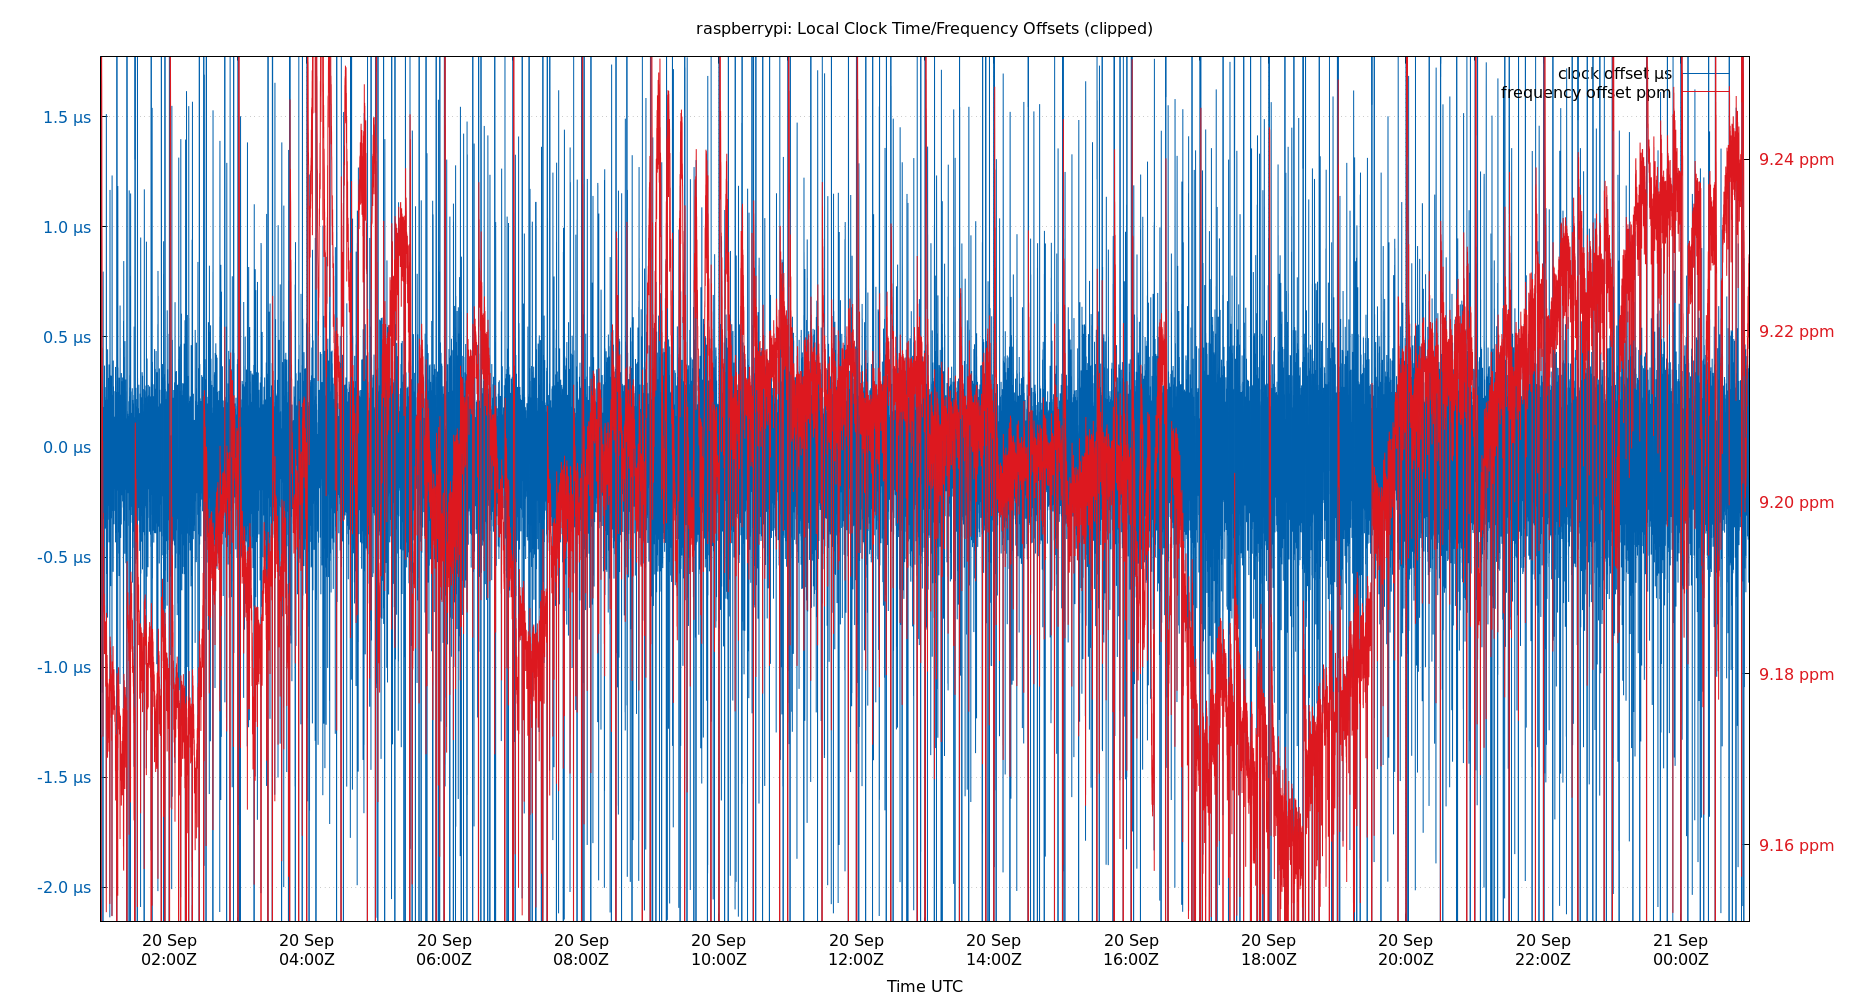 raspberrypi: Local Clock Time/Frequency Offsets (clipped)
clock offset µs
frequency offset ppm
1.5 µs
1.0 µs
0.5 µs
0.0 µs
-0.5 µs
-1.0 µs
-1.5 µs
-2.0 µs
9.24 ppm
9.22 ppm
9.20 ppm
9.18 ppm
9.16 ppm
20 Sep 20 Sep 20 Sep 20 Sep 20 Sep 20 Sep 20 Sep 20 Sep 20 Sep 20 Sep 20 Sep 21 Sep
02:00Z 04:00Z 06:00Z 08:00Z 10:00Z 12:00Z 14:00Z 16:00Z 18:00Z 20:00Z 22:00Z 00:00Z
Time UTC